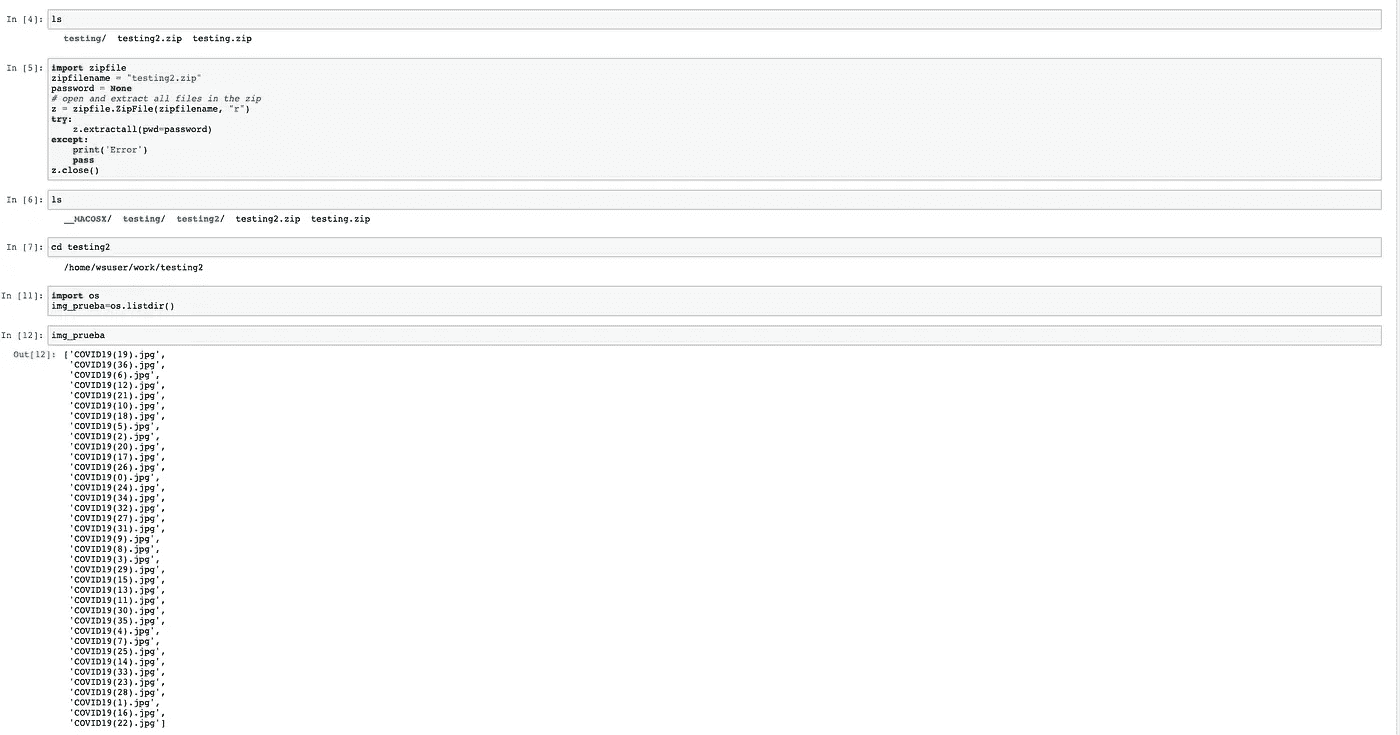 In [4]: ls
testing/ testing2.zip testing.zip
In [5]: import zipfile
zipfilename = "testing2.zip"
password = None
# open and extract all files in the zip
z = zipfile.ZipFile(zipfilename, "r")
try:
z.extractall(pwd=password)
except:
print('Error')
pass
z.close()
In [6]: ls
__MACOSX/ testing/ testing2/ testing2.zip testing.zip
In [7]: cd testing2
/home/wsuser/work/testing2
In [11]: import os
img_prueba=os.listdir()
In [12]: img_prueba
Out[12]: ['COVID19(19).jpg',
'COVID19(36).jpg',
'COVID19(6).jpg',
'COVID19(12).jpg',
'COVID19(21).jpg',
'COVID19(10).jpg',
'COVID19(18).jpg',
'COVID19(5).jpg',
'COVID19(2).jpg',
'COVID19(20).jpg',
'COVID19(17).jpg',
'COVID19(26).jpg',
'COVID19(0).jpg',
'COVID19(24).jpg',
'COVID19(34).jpg',
'COVID19(32).jpg',
'COVID19(27).jpg',
'COVID19(31).jpg',
'COVID19(9).jpg',
'COVID19(8).jpg',
'COVID19(3).jpg',
'COVID19(29).jpg',
'COVID19(15).jpg',
'COVID19(13).jpg',
'COVID19(11).jpg',
'COVID19(30).jpg',
'COVID19(35).jpg',
'COVID19(4).jpg',
'COVID19(7).jpg',
'COVID19(25).jpg',
'COVID19(14).jpg',
'COVID19(33).jpg',
'COVID19(23).jpg',
'COVID19(28).jpg',
'COVID19(1).jpg',
'COVID19(16).jpg',
'COVID19(22).jpg']